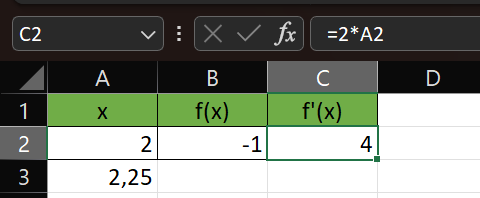 C2 fx =2*A2
A B C D
1 x f(x) f'(x)
2 2 -1 4
3 2,25